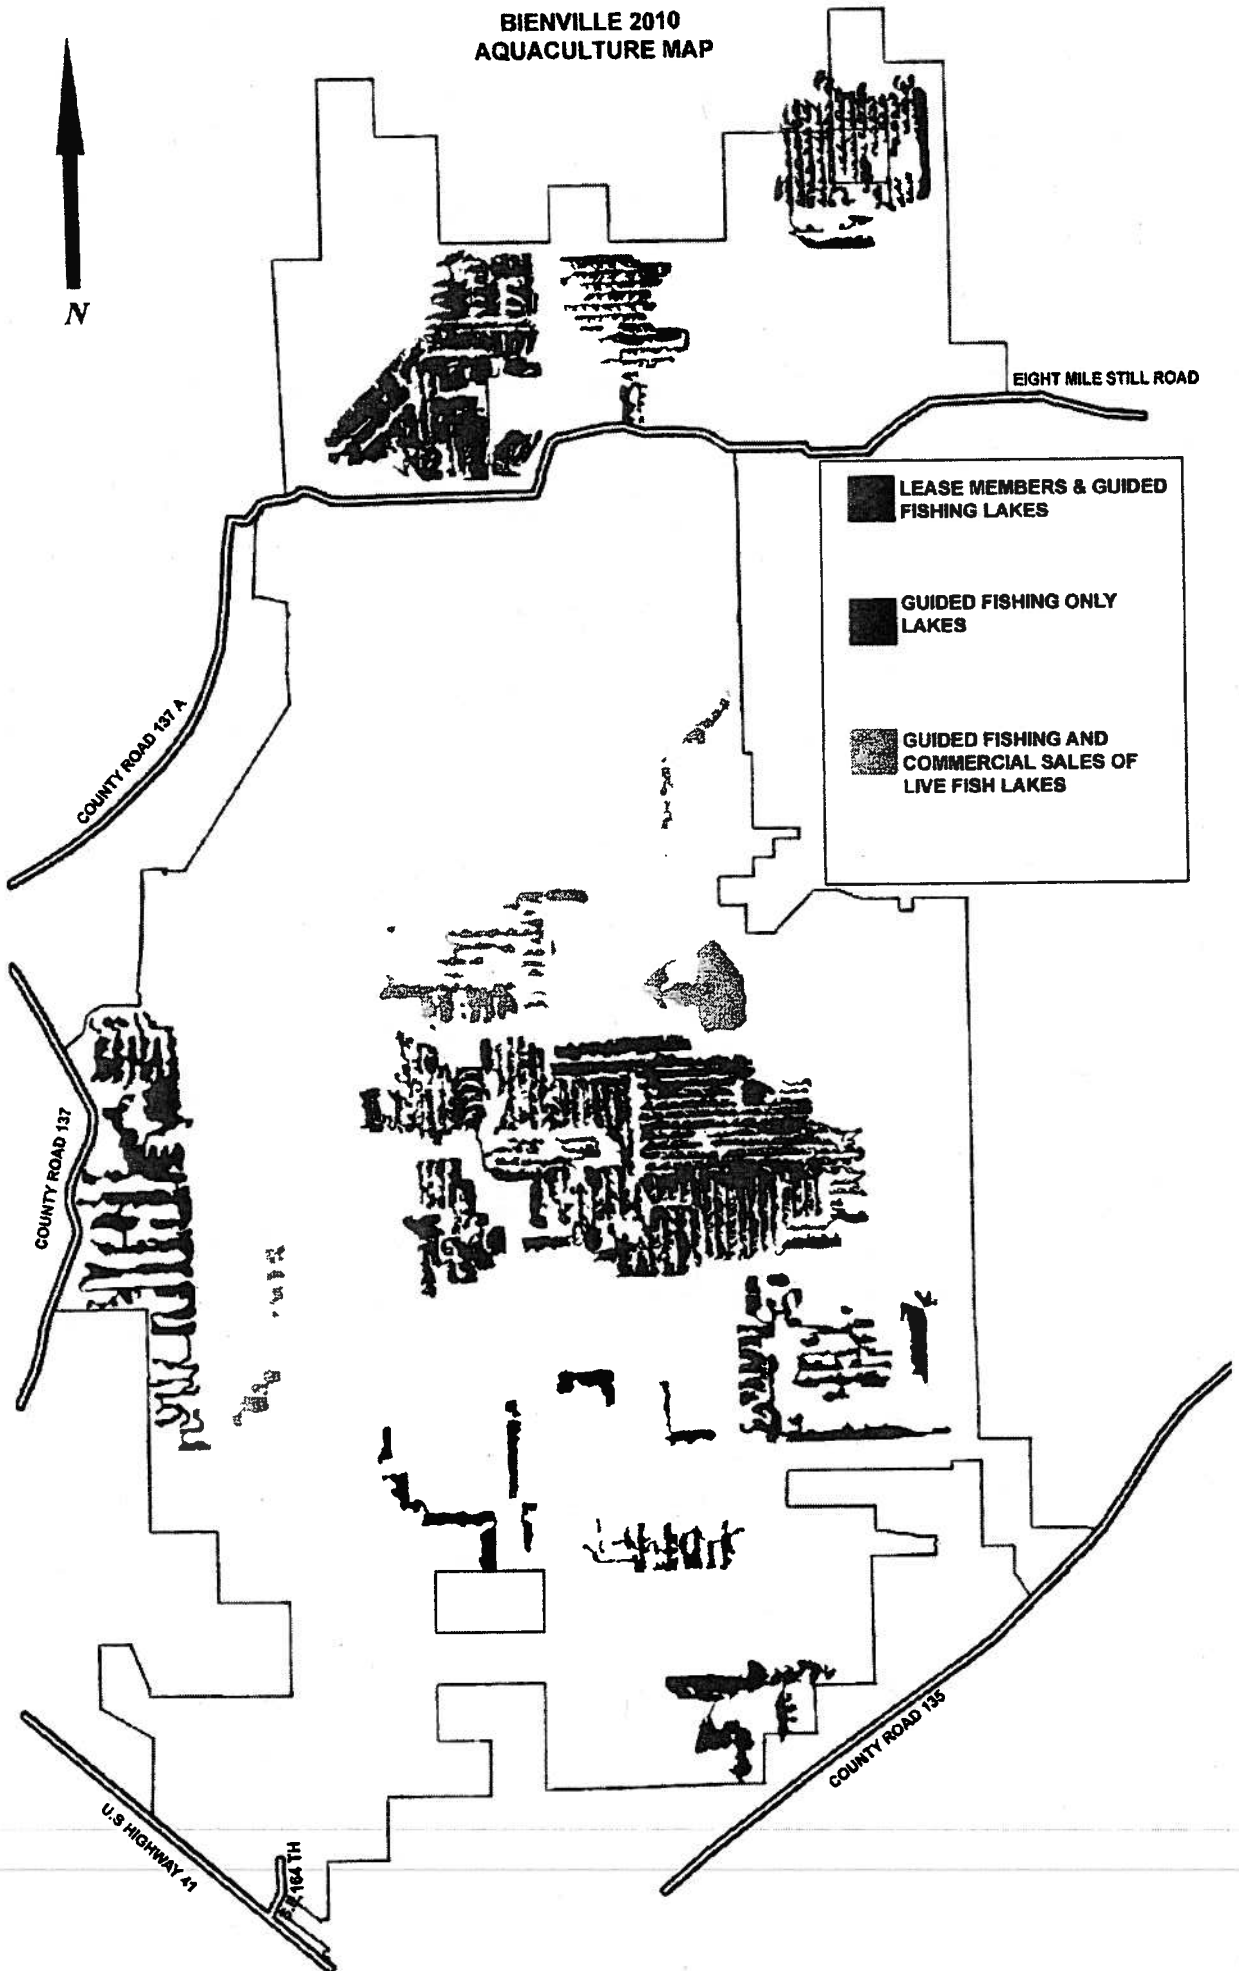 BIENVILLE 2010
AQUACULTURE MAP
N
EIGHT MILE STILL ROAD
LEASE MEMBERS & GUIDED
FISHING LAKES
GUIDED FISHING ONLY
LAKES
GUIDED FISHING AND
COMMERCIAL SALES OF
LIVE FISH LAKES
COUNTY ROAD 137 A
COUNTY ROAD 137
COUNTY ROAD 135
U.S HIGHWAY 41
164 TH